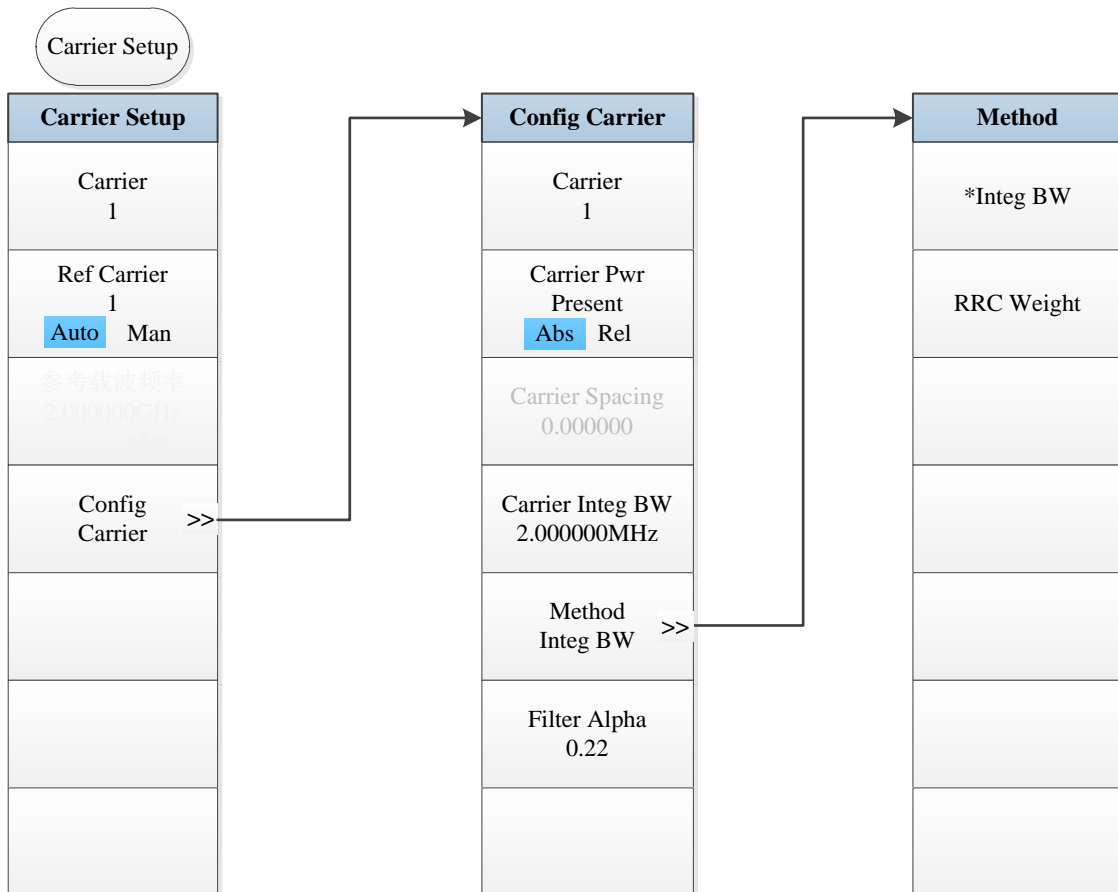 Carrier Setup
Carrier Setup
Carrier
1
Ref Carrier
1
Auto Man
参考载波频率
2.000000GHz
Config
Carrier
>>
Config Carrier
Carrier
1
Carrier Pwr
Present
Abs Rel
Carrier Spacing
0.000000
Carrier Integ BW
2.000000MHz
Method
Integ BW
>>
Filter Alpha
0.22
Method
*Integ BW
RRC Weight